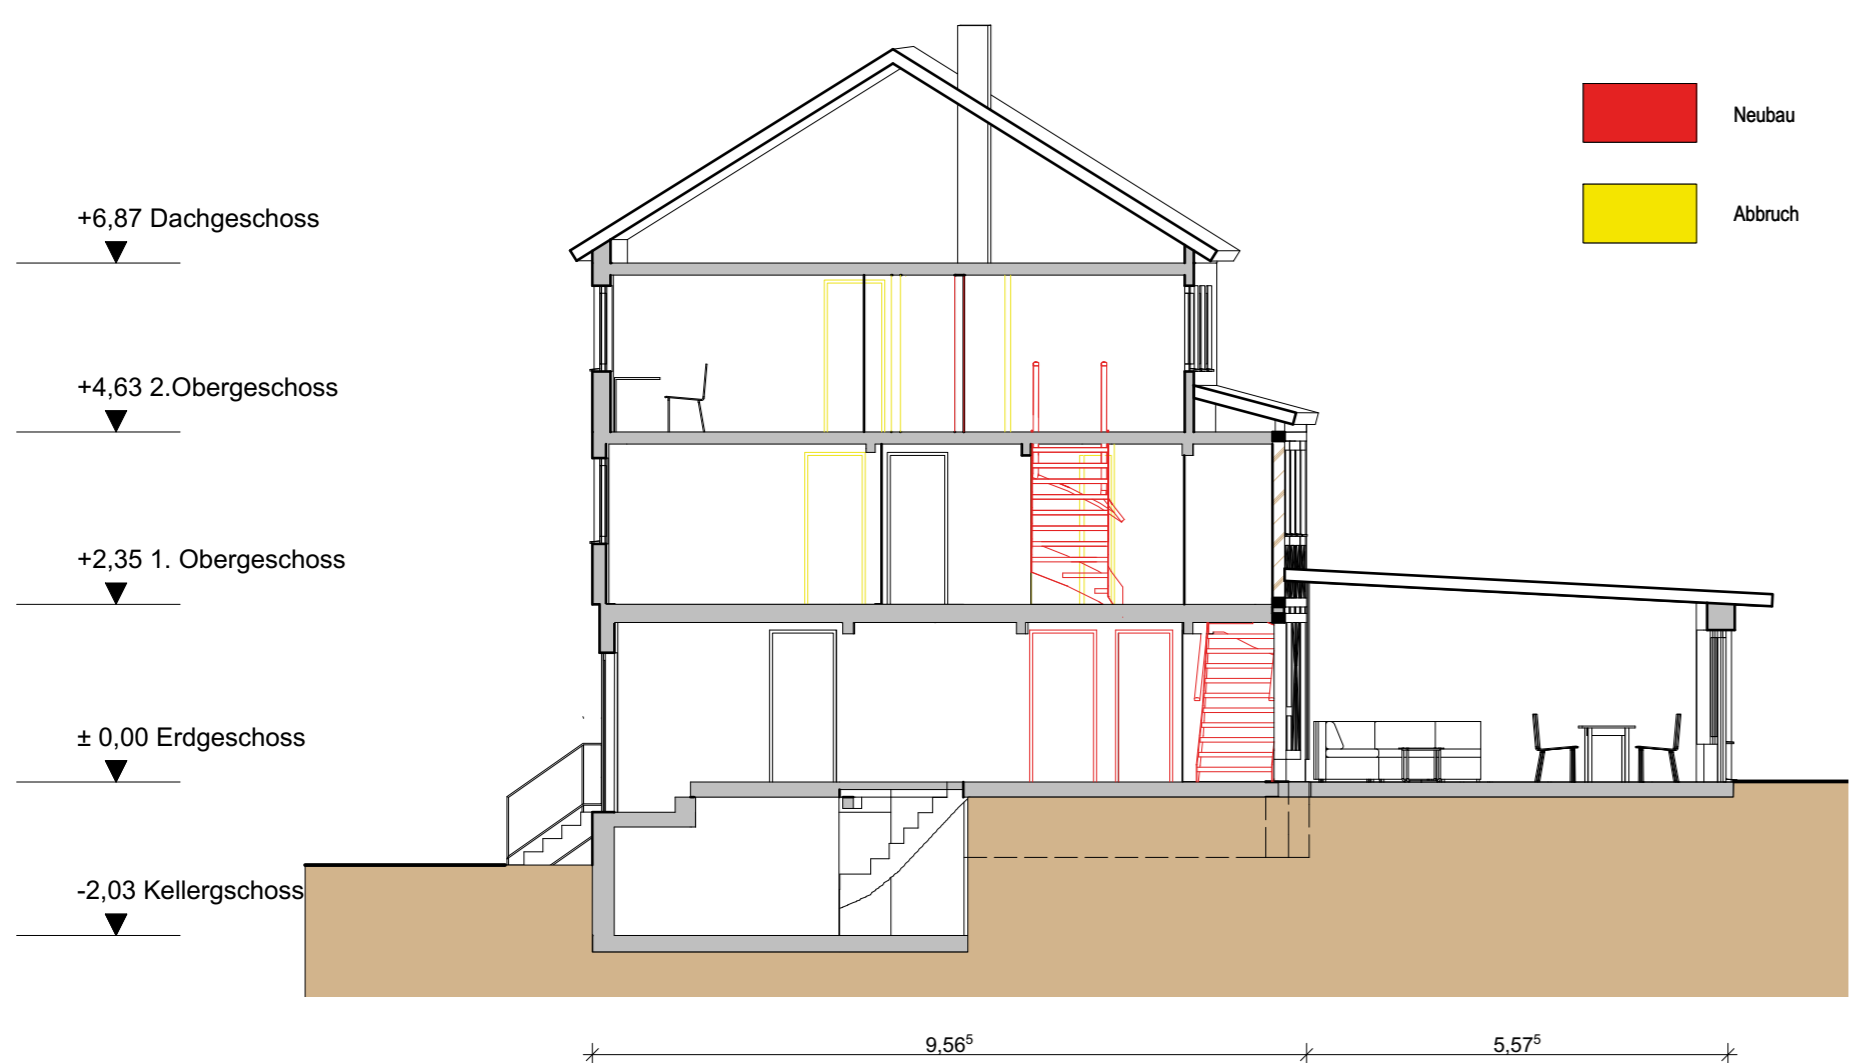 Neubau
Abbruch
+6,87 Dachgeschoss
+4,63 2.Obergeschoss
+2,35 1. Obergeschoss
± 0,00 Erdgeschoss
-2,03 Kellergschoss
9,56⁵
5,57⁵